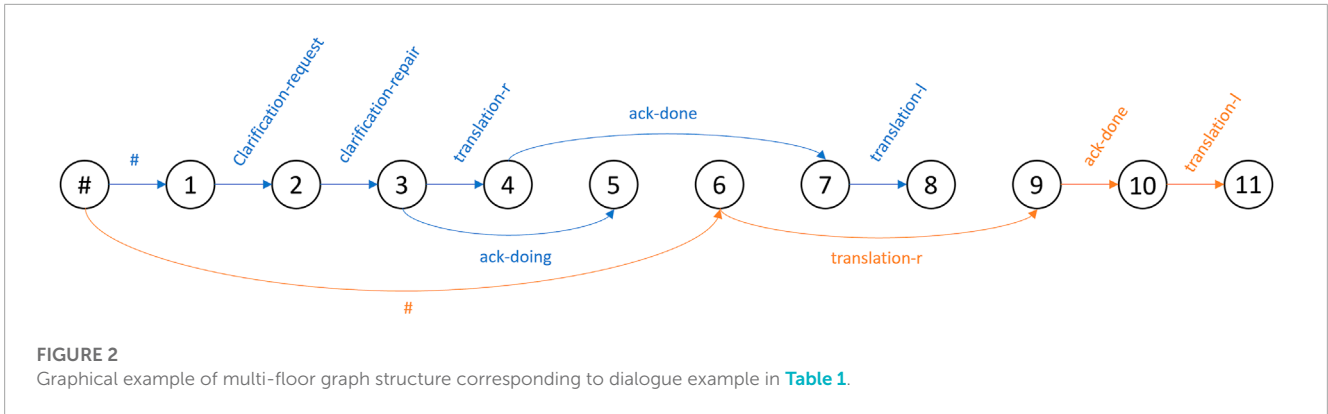 Clarification-request
clarification-repair
translation-r
ack-done
translation-l
ack-done
translation-l
#
# 1 2 3 4 5 6 7 8 9 10 11
ack-doing
translation-r
#
FIGURE 2
Graphical example of multi-floor graph structure corresponding to dialogue example in Table 1.